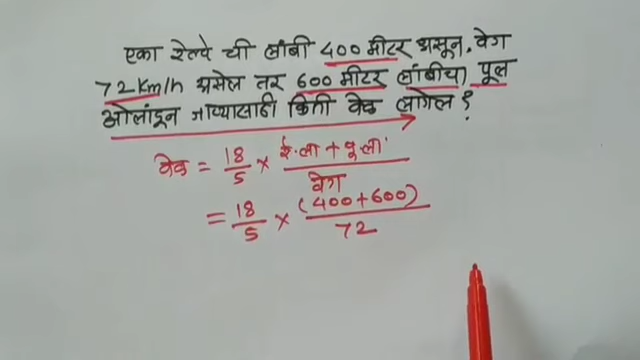 एका रेल्वे ची लांबी 400 मीटर असून. वेग
72 Km/h असेल तर 600 मीटर लांबीचा पूल
ओलांडून जाण्यासाठी किती वेळ लागेल ?
वेळ = 18/5 × रे.ला + पू.ला / वेग
= 18/5 × (400+600) / 72